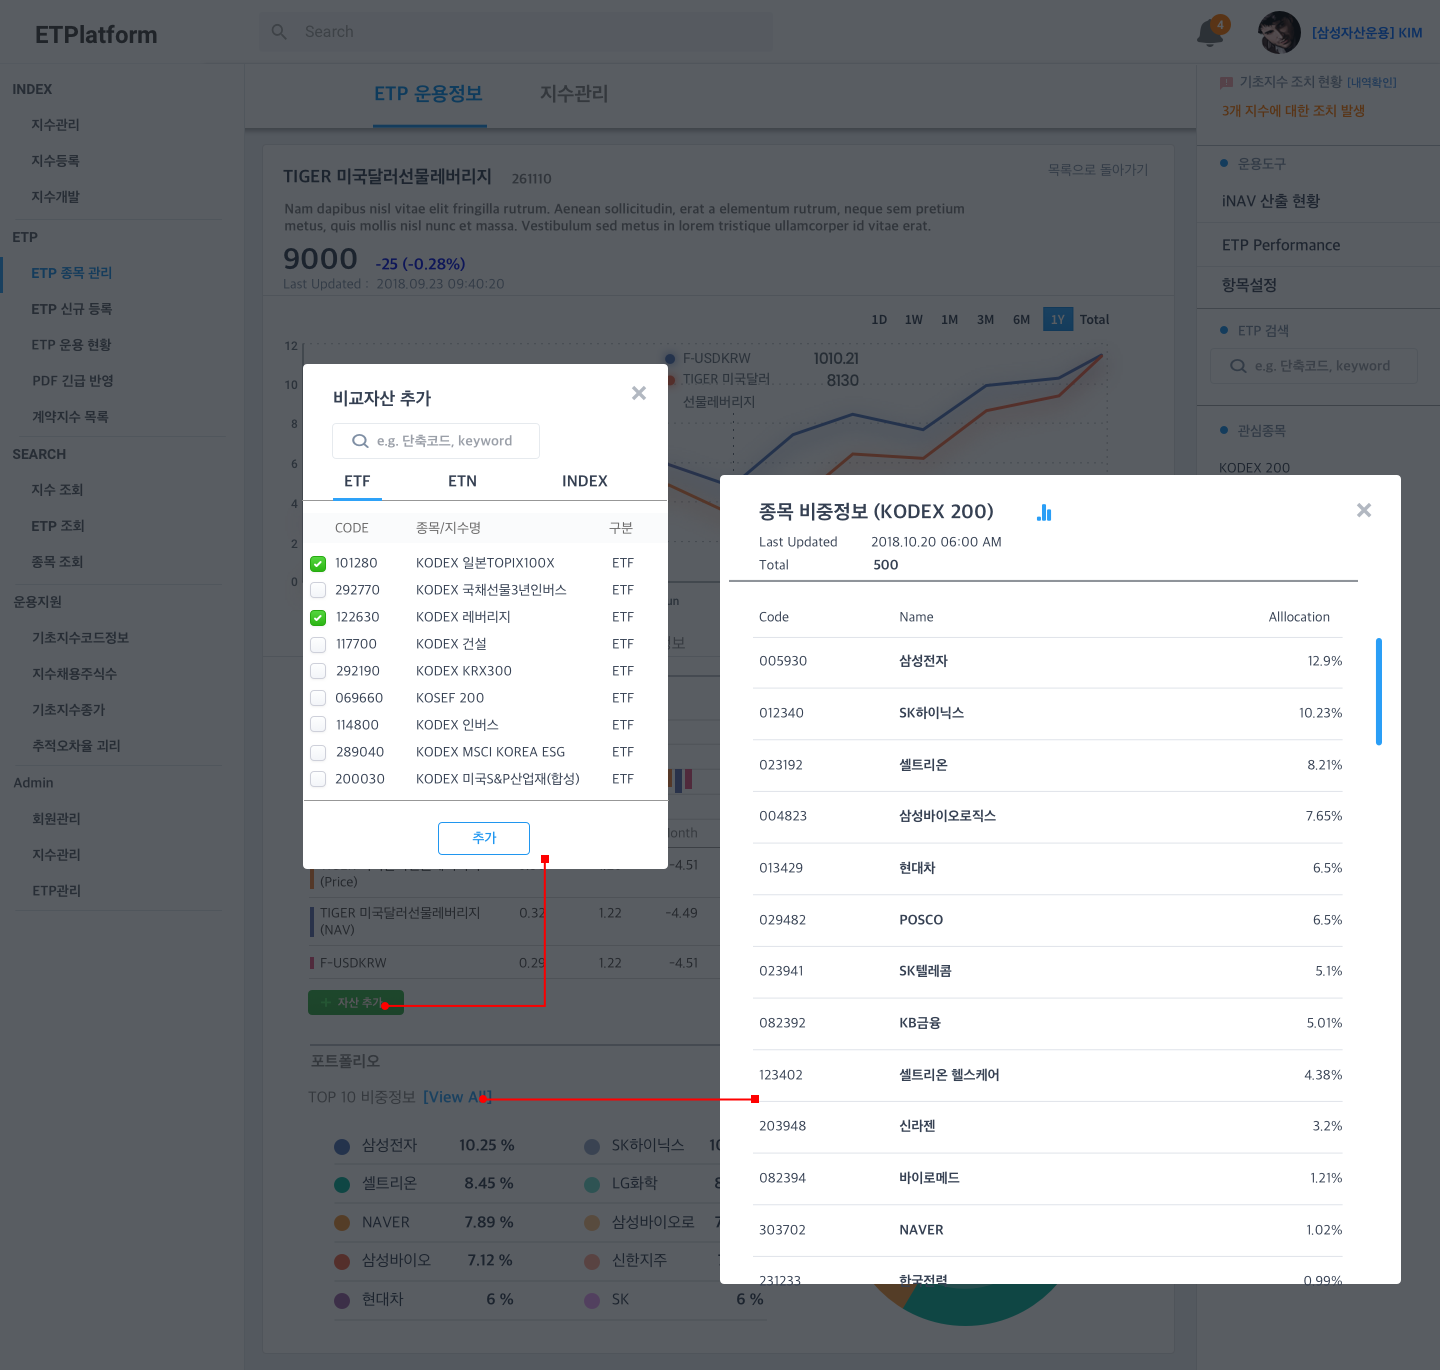 ETPlatform
Search
4
[삼성자산운용] KIM
INDEX
지수관리
지수등록
지수개발
ETP
ETP 종목 관리
ETP 신규 등록
ETP 운용 현황
PDF 긴급 반영
계약지수 목록
SEARCH
지수 조회
ETP 조회
종목 조회
운용지원
기초지수코드정보
지수채용주식수
기초지수종가
추적오차율 괴리
Admin
회원관리
지수관리
ETP관리
ETP 운용정보 지수관리
TIGER 미국달러선물레버리지 261110
목록으로 돌아가기
Nam dapibus nisl vitae elit fringilla rutrum. Aenean sollicitudin, erat a elementum rutrum, neque sem pretium
metus, quis mollis nisl nunc et massa. Vestibulum sed metus in lorem tristique ullamcorper id vitae erat.
9000 -25 (-0.28%)
Last Updated : 2018.09.23 09:40:20
1D 1W 1M 3M 6M 1Y Total
12
10
8
6
4
2
0
F-USDKRW 1010.21
TIGER 미국달러 8130
선물레버리지
기초지수 조치 현황 [내역확인]
3개 지수에 대한 조치 발생
운용도구
iNAV 산출 현황
ETP Performance
항목설정
ETP 검색
e.g. 단축코드, keyword
관심종목
KODEX 200
비교자산 추가
e.g. 단축코드, keyword
ETF ETN INDEX
CODE 종목/지수명 구분
101280 KODEX 일본TOPIX100X ETF
292770 KODEX 국채선물3년인버스 ETF
122630 KODEX 레버리지 ETF
117700 KODEX 건설 ETF
292190 KODEX KRX300 ETF
069660 KOSEF 200 ETF
114800 KODEX 인버스 ETF
289040 KODEX MSCI KOREA ESG ETF
200030 KODEX 미국S&P산업재(합성) ETF
추가
-4.51
(Price)
TIGER 미국달러선물레버리지 0.32 1.22 -4.49
(NAV)
F-USDKRW 0.29 1.22 -4.51
+ 자산 추가
포트폴리오
TOP 10 비중정보 [View All]
삼성전자 10.25 % SK하이닉스
셀트리온 8.45 % LG화학
NAVER 7.89 % 삼성바이오로
삼성바이오 7.12 % 신한지주
현대차 6 % SK 6 %
종목 비중정보 (KODEX 200)
Last Updated 2018.10.20 06:00 AM
Total 500
Code Name Alllocation
005930 삼성전자 12.9%
012340 SK하이닉스 10.23%
023192 셀트리온 8.21%
004823 삼성바이오로직스 7.65%
013429 현대차 6.5%
029482 POSCO 6.5%
023941 SK텔레콤 5.1%
082392 KB금융 5.01%
123402 셀트리온 헬스케어 4.38%
203948 신라젠 3.2%
082394 바이로메드 1.21%
303702 NAVER 1.02%
231233 한국전력 0.99%